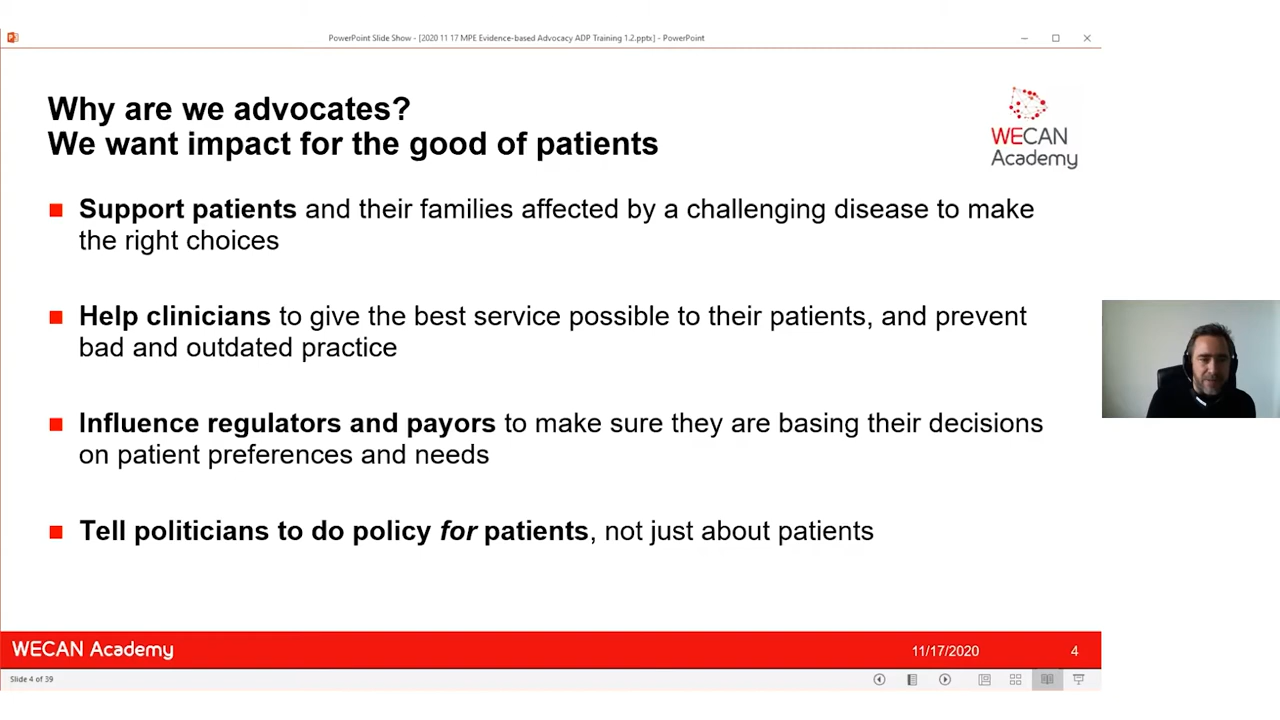 PowerPoint Slide Show - [2020 11 17 MPE Evidence-based Advocacy ADP Training 1.2.pptx] - PowerPoint
Why are we advocates?
We want impact for the good of patients
WECAN
Academy
Support patients and their families affected by a challenging disease to make
the right choices
Help clinicians to give the best service possible to their patients, and prevent
bad and outdated practice
Influence regulators and payors to make sure they are basing their decisions
on patient preferences and needs
Tell politicians to do policy for patients, not just about patients
WECAN Academy
11/17/2020
4
Slide 4 of 39